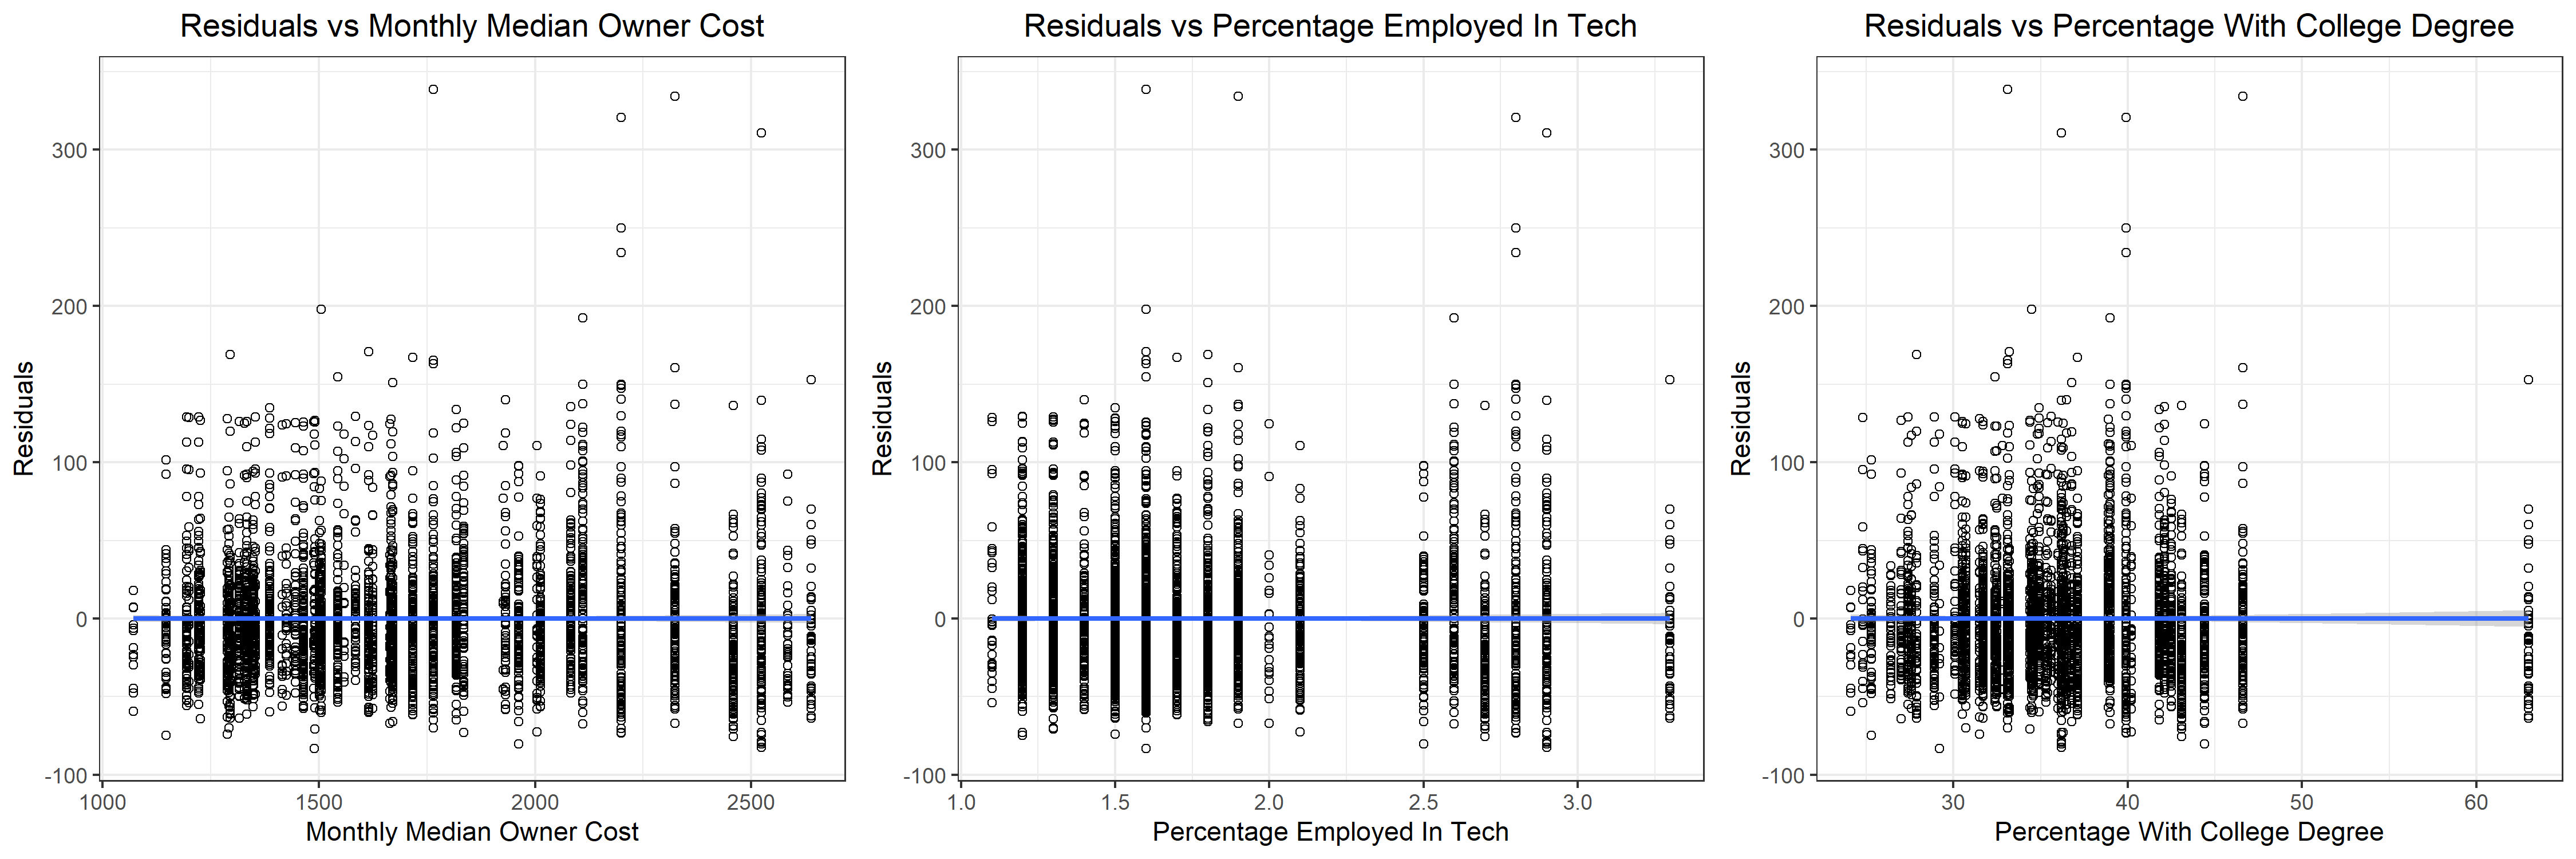 Residuals vs Monthly Median Owner Cost
Residuals
300
200
100
0
-100
1000 1500 2000 2500
Monthly Median Owner Cost
Residuals vs Percentage Employed In Tech
Residuals
300
200
100
0
-100
1.0 1.5 2.0 2.5 3.0
Percentage Employed In Tech
Residuals vs Percentage With College Degree
Residuals
300
200
100
0
-100
30 40 50 60
Percentage With College Degree